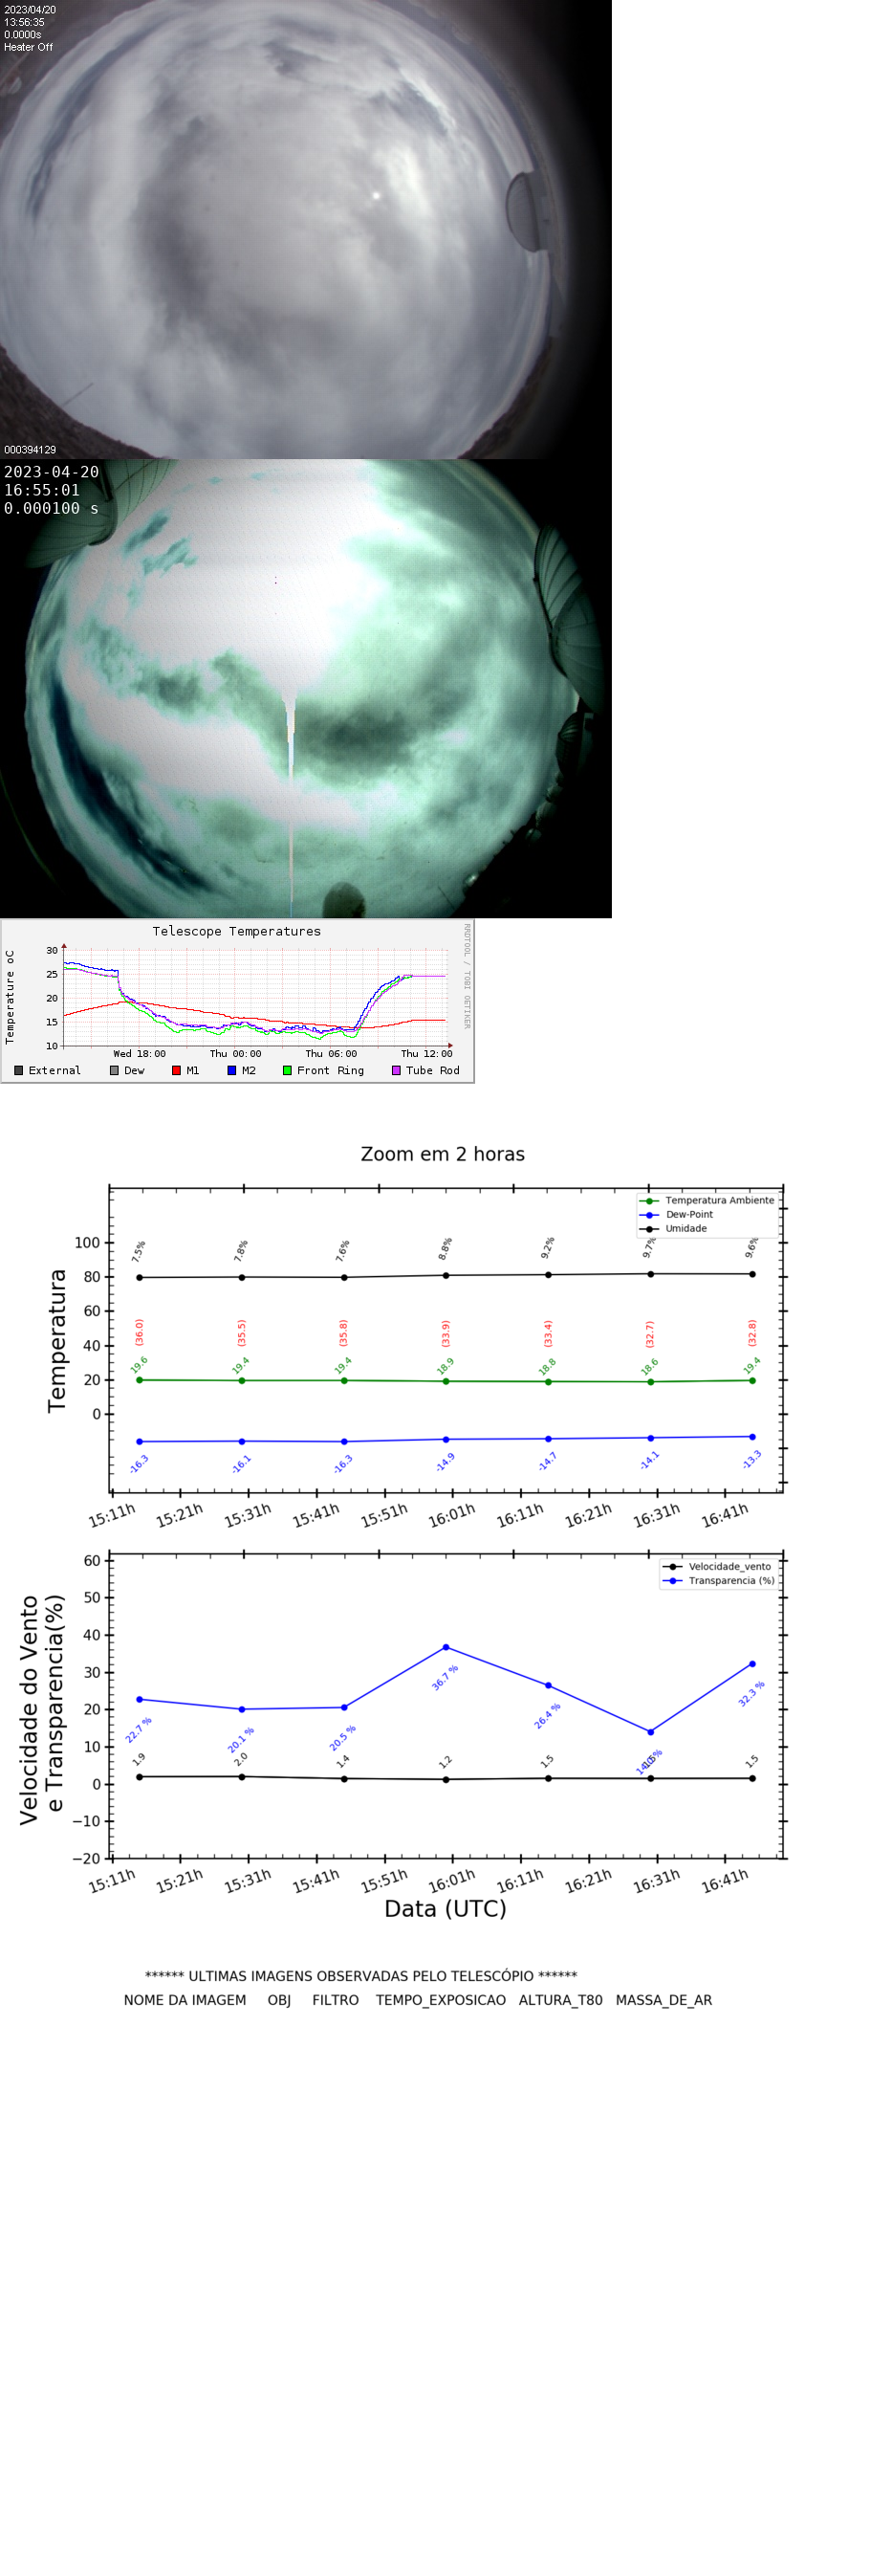 2023/04/20
13:56:35
0.0000s
Heater Off
000394129
2023-04-20
16:55:01
0.000100 s
Telescope Temperatures
RRDTOOL / TOBI OETIKER
Temperature oC
30
25
20
15
10
Wed 18:00 Thu 00:00 Thu 06:00 Thu 12:00
External Dew M1 M2 Front Ring Tube Rod
Zoom em 2 horas
Temperatura Ambiente
Dew-Point
Umidade
Temperatura
100
80
60
40
20
0
7.5% 7.8% 7.6% 8.8% 9.2% 9.7% 9.6%
(36.0) (35.5) (35.8) (33.9) (33.4) (32.7) (32.8)
19.6 19.4 19.4 18.9 18.8 18.6 19.4
-16.3 -16.1 -16.3 -14.9 -14.7 -14.1 -13.3
15:11h 15:21h 15:31h 15:41h 15:51h 16:01h 16:11h 16:21h 16:31h 16:41h
Velocidade_vento
Transparencia (%)
Velocidade do Vento
e Transparencia(%)
60
50
40
30
20
10
0
−10
−20
22.7 % 20.1 % 20.5 % 36.7 % 26.4 % 32.3 %
1.9 2.0 1.4 1.2 1.5 1.5
15:11h 15:21h 15:31h 15:41h 15:51h 16:01h 16:11h 16:21h 16:31h 16:41h
Data (UTC)
****** ULTIMAS IMAGENS OBSERVADAS PELO TELESCÓPIO ******
NOME DA IMAGEM OBJ FILTRO TEMPO_EXPOSICAO ALTURA_T80 MASSA_DE_AR